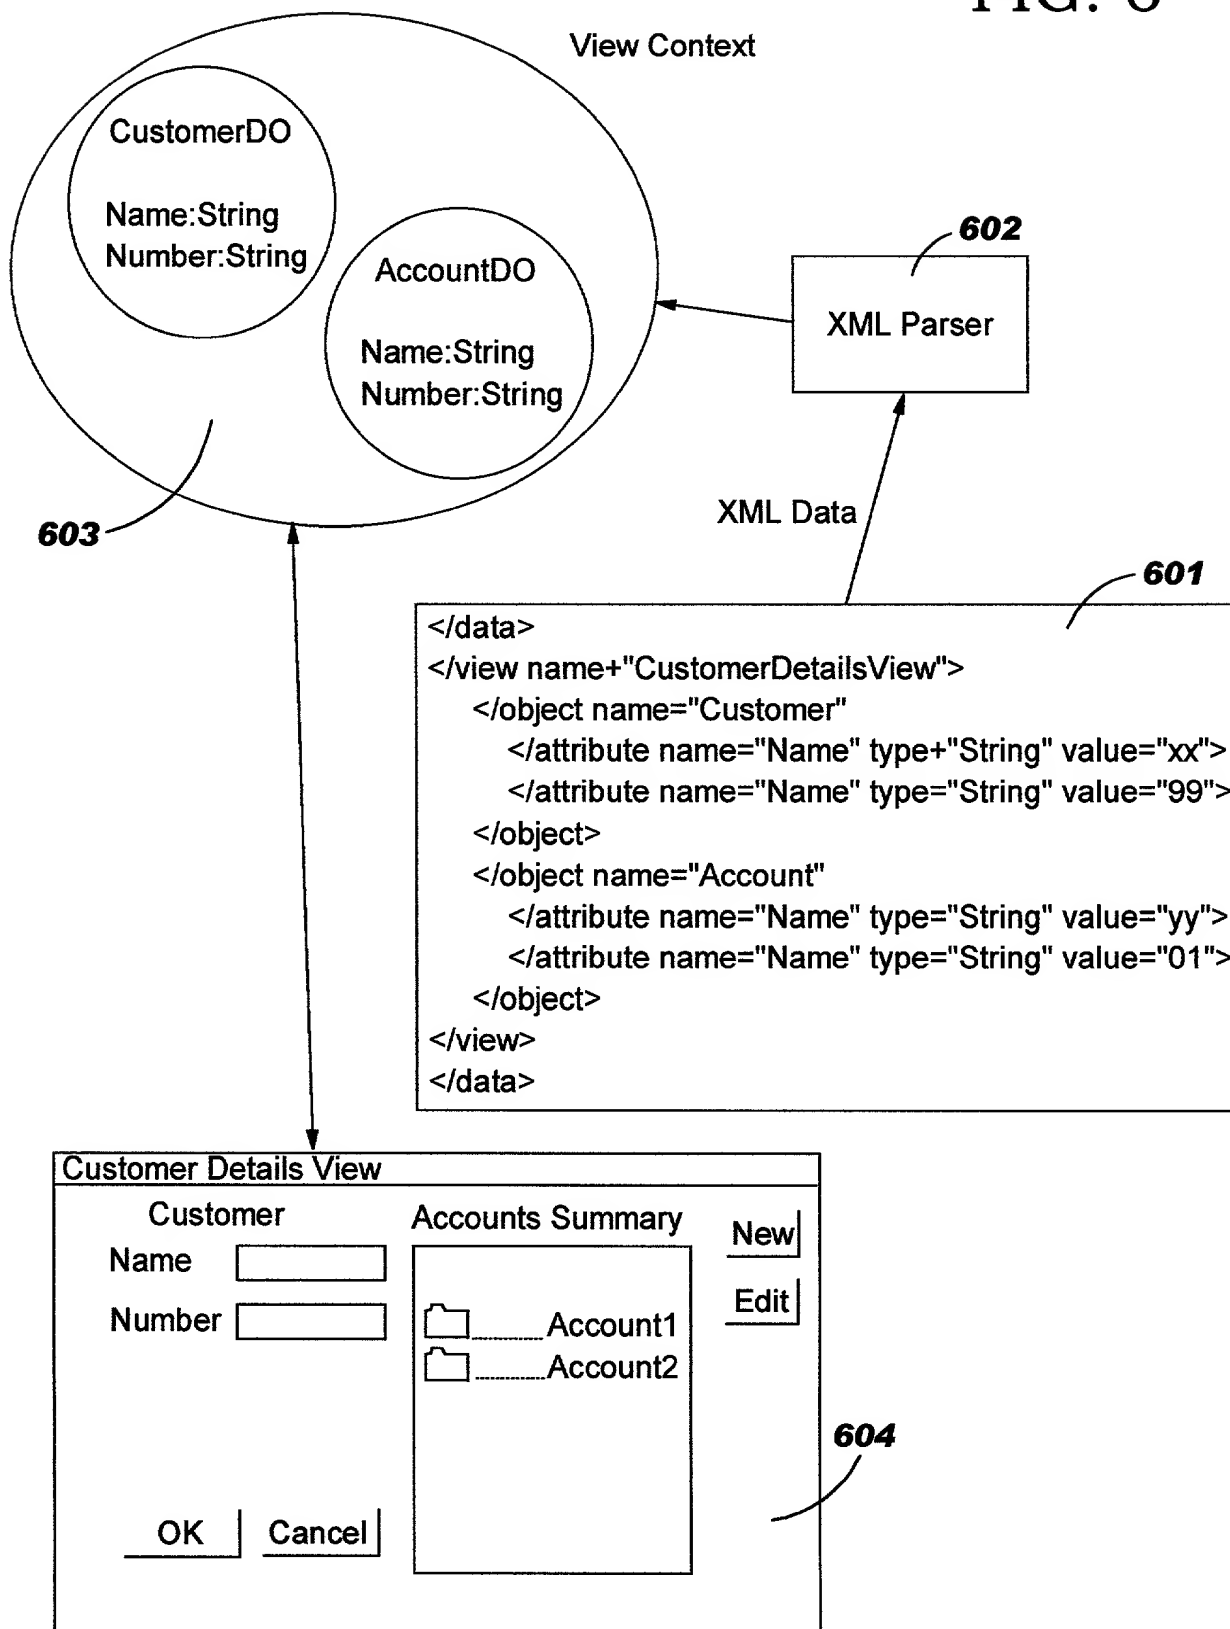 FIG. 6
View Context
CustomerDO
Name:String
Number:String
AccountDO
Name:String
Number:String
602
XML Parser
603
XML Data
601
</data>
</view name+"CustomerDetailsView">
</object name="Customer"
</attribute name="Name" type+"String" value="xx">
</attribute name="Name" type="String" value="99">
</object>
</object name="Account"
</attribute name="Name" type="String" value="yy">
</attribute name="Name" type="String" value="01">
</object>
</view>
</data>
Customer Details View
Customer
Accounts Summary
New
Name
Edit
Number
Account1
Account2
604
OK
Cancel